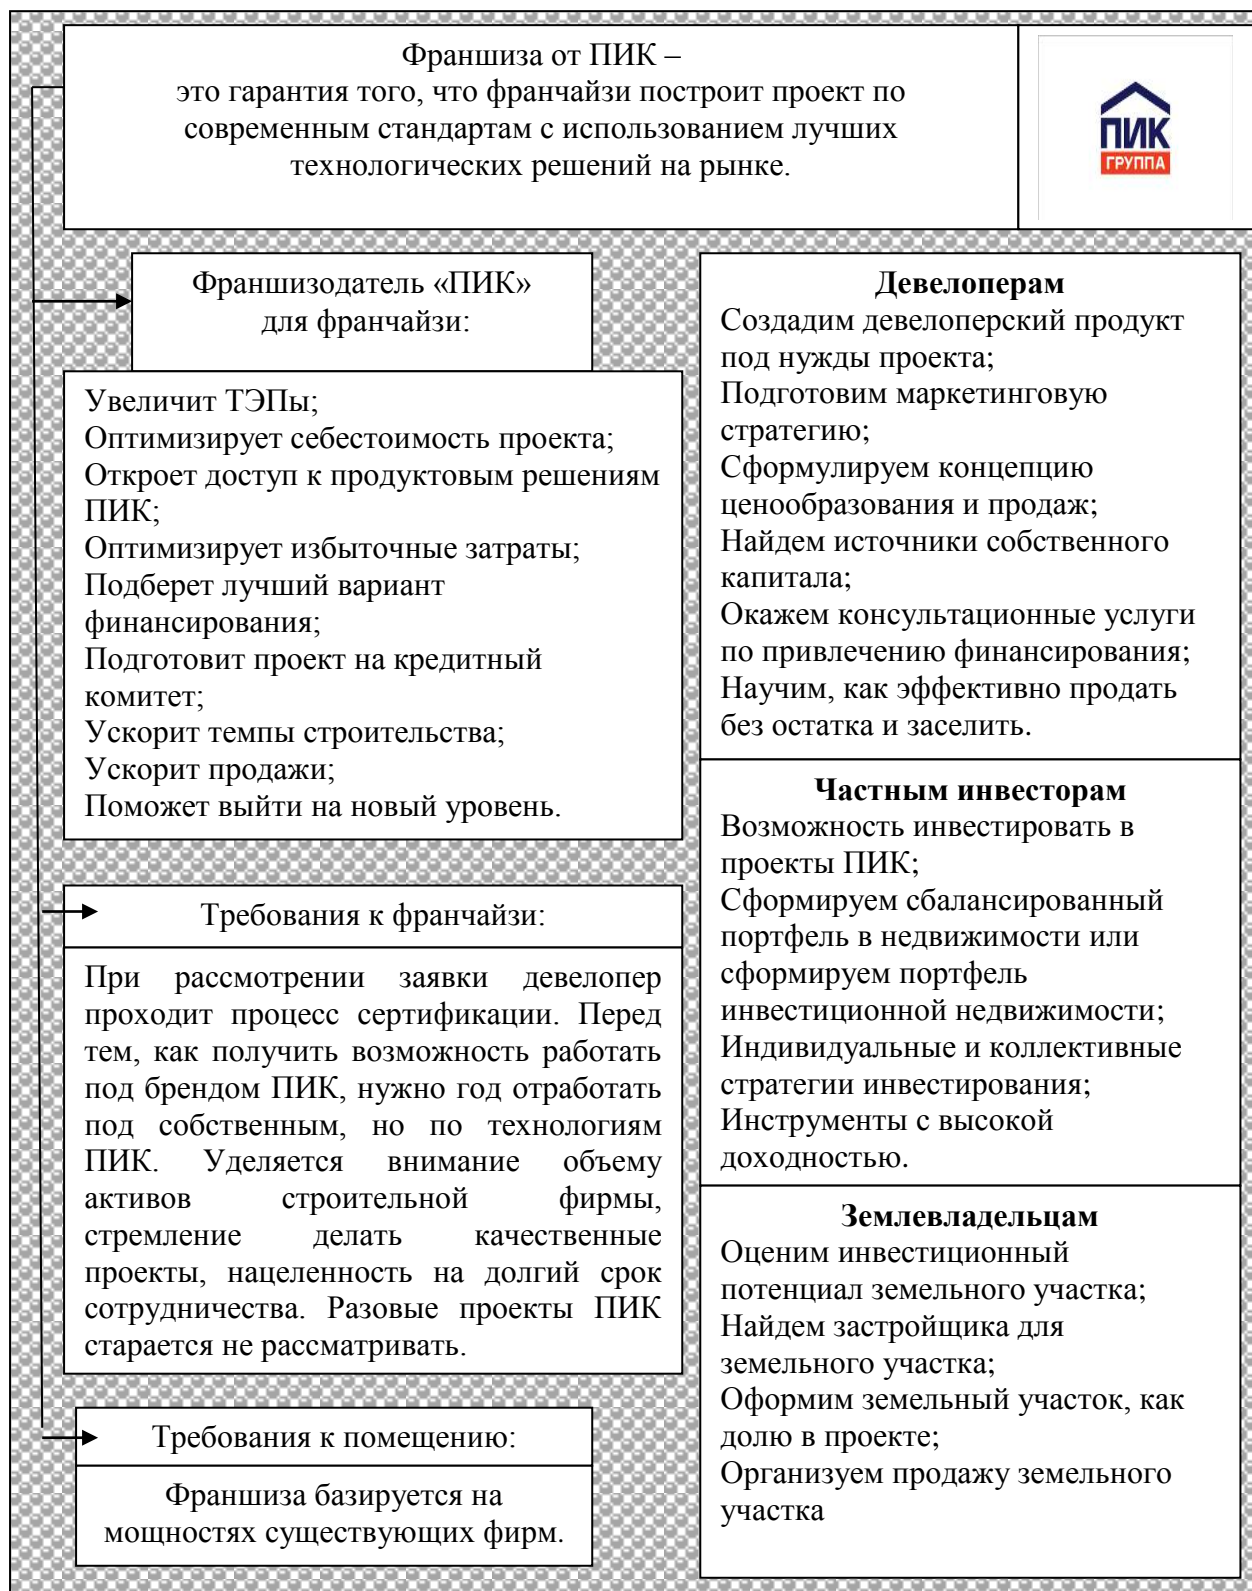 Франшиза от ПИК –
это гарантия того, что франчайзи построит проект по
современным стандартам с использованием лучших
технологических решений на рынке.
ПИК
ГРУППА
Франшизодатель «ПИК»
для франчайзи:
Увеличит ТЭПы;
Оптимизирует себестоимость проекта;
Откроет доступ к продуктовым решениям
ПИК;
Оптимизирует избыточные затраты;
Подберет лучший вариант
финансирования;
Подготовит проект на кредитный
комитет;
Ускорит темпы строительства;
Ускорит продажи;
Поможет выйти на новый уровень.
Требования к франчайзи:
При рассмотрении заявки девелопер
проходит процесс сертификации. Перед
тем, как получить возможность работать
под брендом ПИК, нужно год отработать
под собственным, но по технологиям
ПИК. Уделяется внимание объему
активов строительной фирмы,
стремление делать качественные
проекты, нацеленность на долгий срок
сотрудничества. Разовые проекты ПИК
старается не рассматривать.
Требования к помещению:
Франшиза базируется на
мощностях существующих фирм.
Девелоперам
Создадим девелоперский продукт
под нужды проекта;
Подготовим маркетинговую
стратегию;
Сформулируем концепцию
ценообразования и продаж;
Найдем источники собственного
капитала;
Окажем консультационные услуги
по привлечению финансирования;
Научим, как эффективно продать
без остатка и заселить.
Частным инвесторам
Возможность инвестировать в
проекты ПИК;
Сформируем сбалансированный
портфель в недвижимости или
сформируем портфель
инвестиционной недвижимости;
Индивидуальные и коллективные
стратегии инвестирования;
Инструменты с высокой
доходностью.
Землевладельцам
Оценим инвестиционный
потенциал земельного участка;
Найдем застройщика для
земельного участка;
Оформим земельный участок, как
долю в проекте;
Организуем продажу земельного
участка